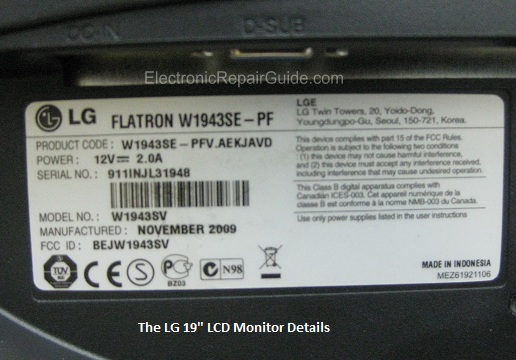 DC-IN D-SUB
ElectronicRepairGuide.com
LG FLATRON W1943SE-PF
PRODUCT CODE : W1943SE-PFV.AEKJAVD
POWER : 12V 2.0A
SERIAL NO. : 911INJL31948
MODEL NO. : W1943SV
MANUFACTURED : NOVEMBER 2009
FCC ID : BEJW1943SV
TUV
CE
BZ03
C N98
LGE
LG Twin Towers, 20, Yoido-Dong,
Youngdungpo-Gu, Seoul, 150-721, Korea.
This device complies with part 15 of the FCC Rules.
Operation is subject to the following two conditions
: (1) this device may not cause harmful interference,
and (2) this device must accept any interference received,
including interference that may cause undesired operation.
This Class B digital apparatus complies with
Canadian ICES-003. Cet appareil numérique de la
classe B est conforme à la norme NMB-003 du Canada.
Use only power supplies listed in the user instructions
MADE IN INDONESIA
MEZ61921106
The LG 19" LCD Monitor Details